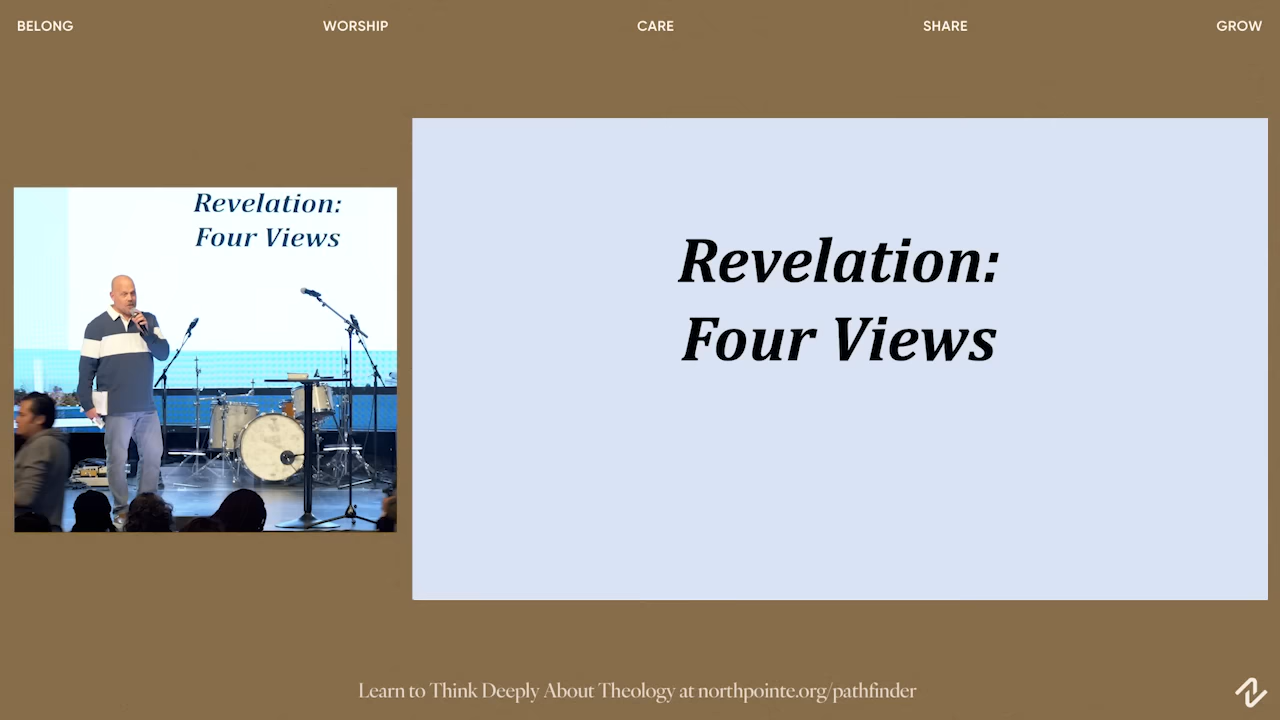 BELONG
WORSHIP
CARE
SHARE
GROW
Revelation:
Four Views
Revelation:
Four Views
Learn to Think Deeply About Theology at northpointe.org/pathfinder